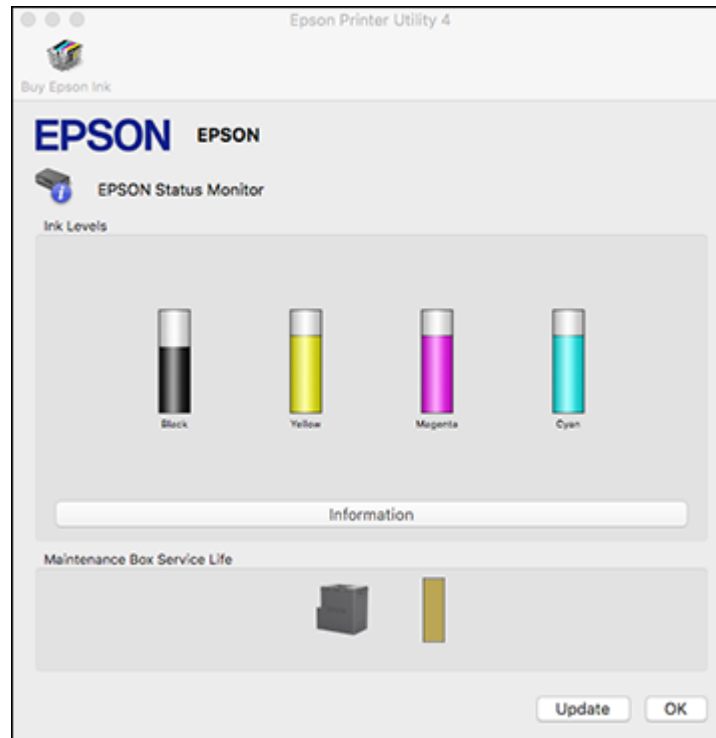 Epson Printer Utility 4
Buy Epson Ink
EPSON EPSON
EPSON Status Monitor
Ink Levels
Black Yellow Magenta Cyan
Information
Maintenance Box Service Life
Update OK